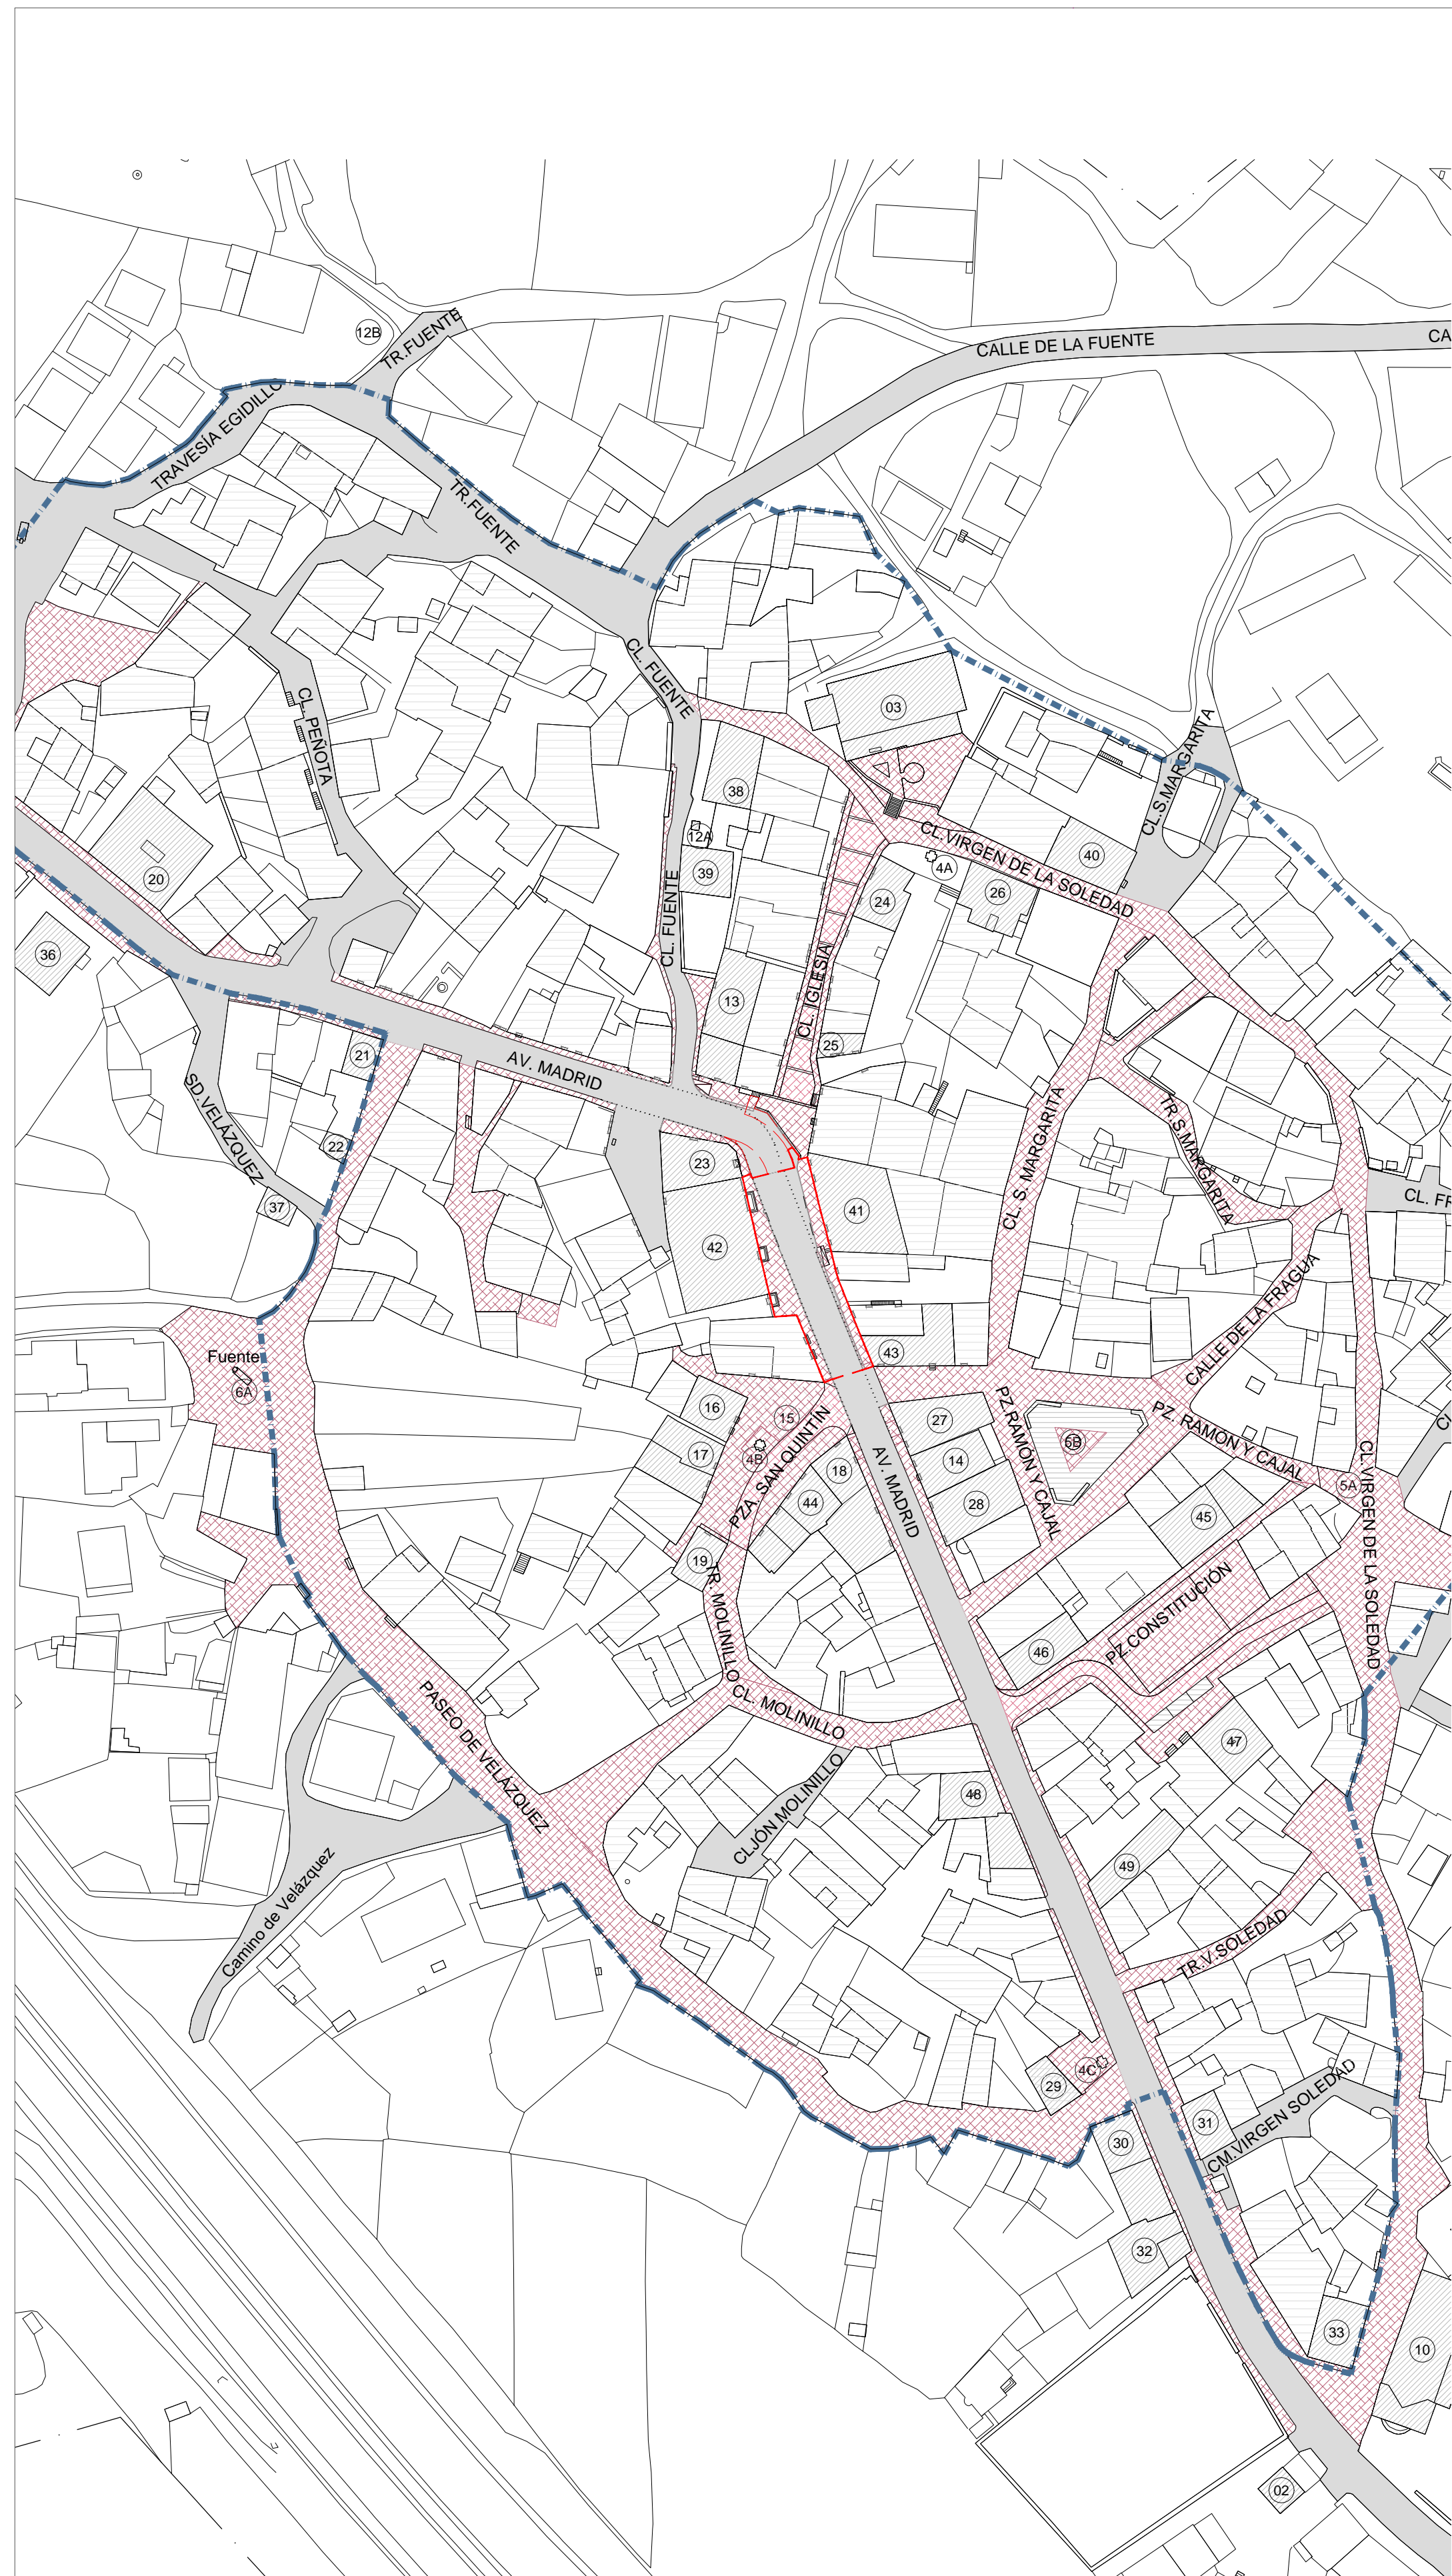 12B
TR.FUENTE
CALLE DE LA FUENTE
CA
TRAVESÍA EGIDILLO
TR.FUENTE
CL. FUENTE
CL. PEÑOTA
03
CL.S.MARGARITA
38
12A
39
CL. FUENTE
CL.VIRGEN DE LA SOLEDAD
4A
40
26
24
20
36
13
CL. IGLESIA
25
21
AV. MADRID
SD.VELÁZQUEZ
22
37
23
42
41
CL. S. MARGARITA
TR.S.MARGARITA
CL. FR
CALLE DE LA FRAGUA
Fuente
6A
43
16
15
17
4B
PZA. SAN QUINTÍN
18
44
19
AV. MADRID
27
14
28
PZ.RAMÓN Y CAJAL
5B
PZ. RAMÓN Y CAJAL
5A
45
CL.VIRGEN DE LA SOLEDAD
TR. MOLINILLO
PZ.CONSTITUCIÓN
46
CL. MOLINILLO
PASEO DE VELÁZQUEZ
47
CLJÓN MOLINILLO
48
49
Camino de Velázquez
TR.V.SOLEDAD
4C
29
30
31
CM.VIRGEN SOLEDAD
32
33
10
02